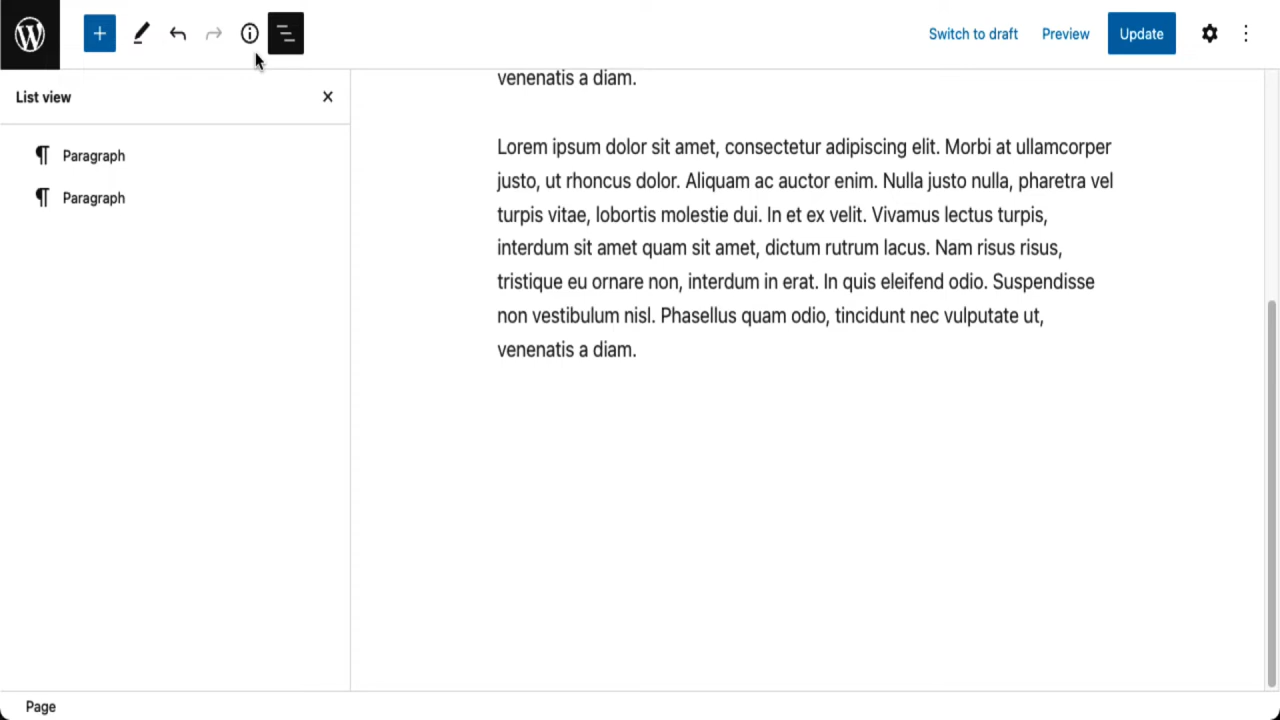 Switch to draft
Preview
Update
List view
Paragraph
Paragraph
venenatis a diam.
Lorem ipsum dolor sit amet, consectetur adipiscing elit. Morbi at ullamcorper
justo, ut rhoncus dolor. Aliquam ac auctor enim. Nulla justo nulla, pharetra vel
turpis vitae, lobortis molestie dui. In et ex velit. Vivamus lectus turpis,
interdum sit amet quam sit amet, dictum rutrum lacus. Nam risus risus,
tristique eu ornare non, interdum in erat. In quis eleifend odio. Suspendisse
non vestibulum nisl. Phasellus quam odio, tincidunt nec vulputate ut,
venenatis a diam.
Page